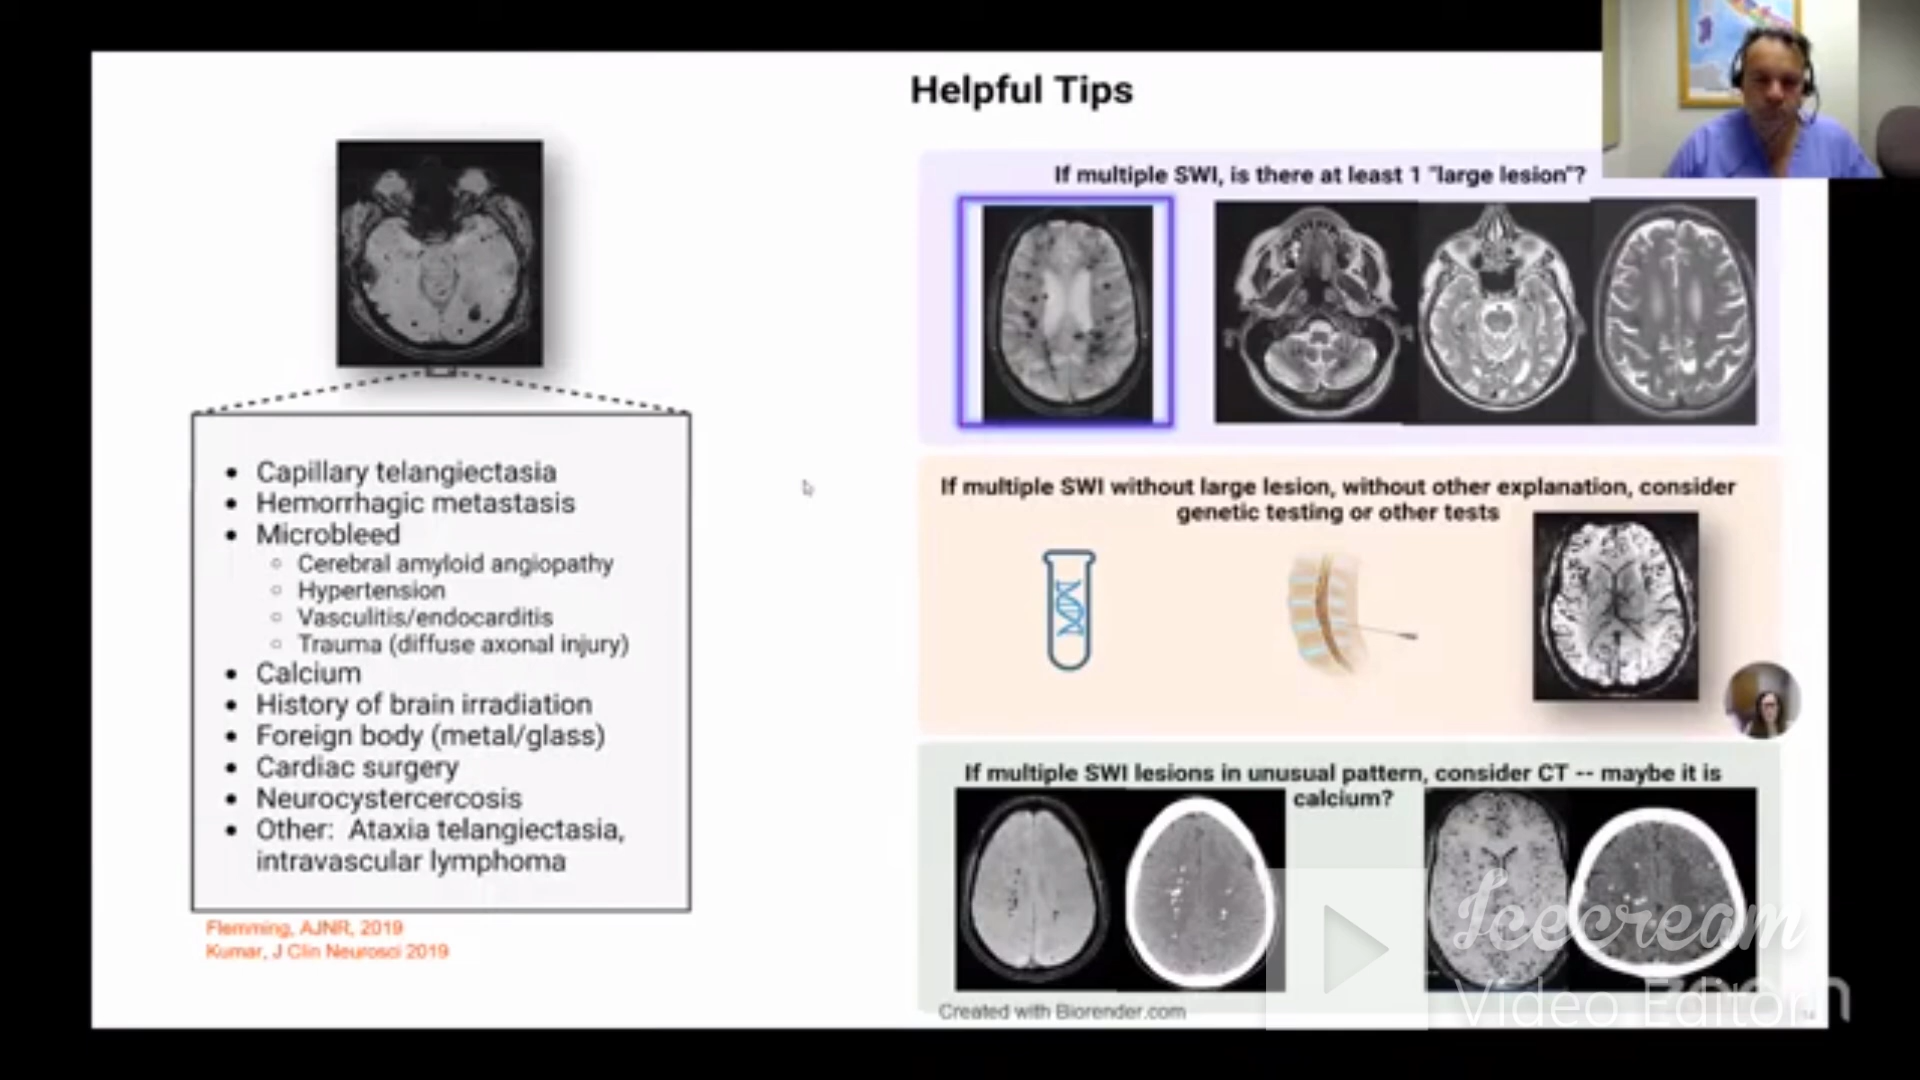 Helpful Tips
If multiple SWI, is there at least 1 "large lesion"?
• Capillary telangiectasia
• Hemorrhagic metastasis
• Microbleed
○ Cerebral amyloid angiopathy
○ Hypertension
○ Vasculitis/endocarditis
○ Trauma (diffuse axonal injury)
• Calcium
• History of brain irradiation
• Foreign body (metal/glass)
• Cardiac surgery
• Neurocystercercosis
• Other: Ataxia telangiectasia,
intravascular lymphoma
Flemming, AJNR, 2019
Kumar, J Clin Neurosci 2019
If multiple SWI without large lesion, without other explanation, consider
genetic testing or other tests
If multiple SWI lesions in unusual pattern, consider CT -- maybe it is
calcium?
Created with Biorender.com
Icecream
Video Editor